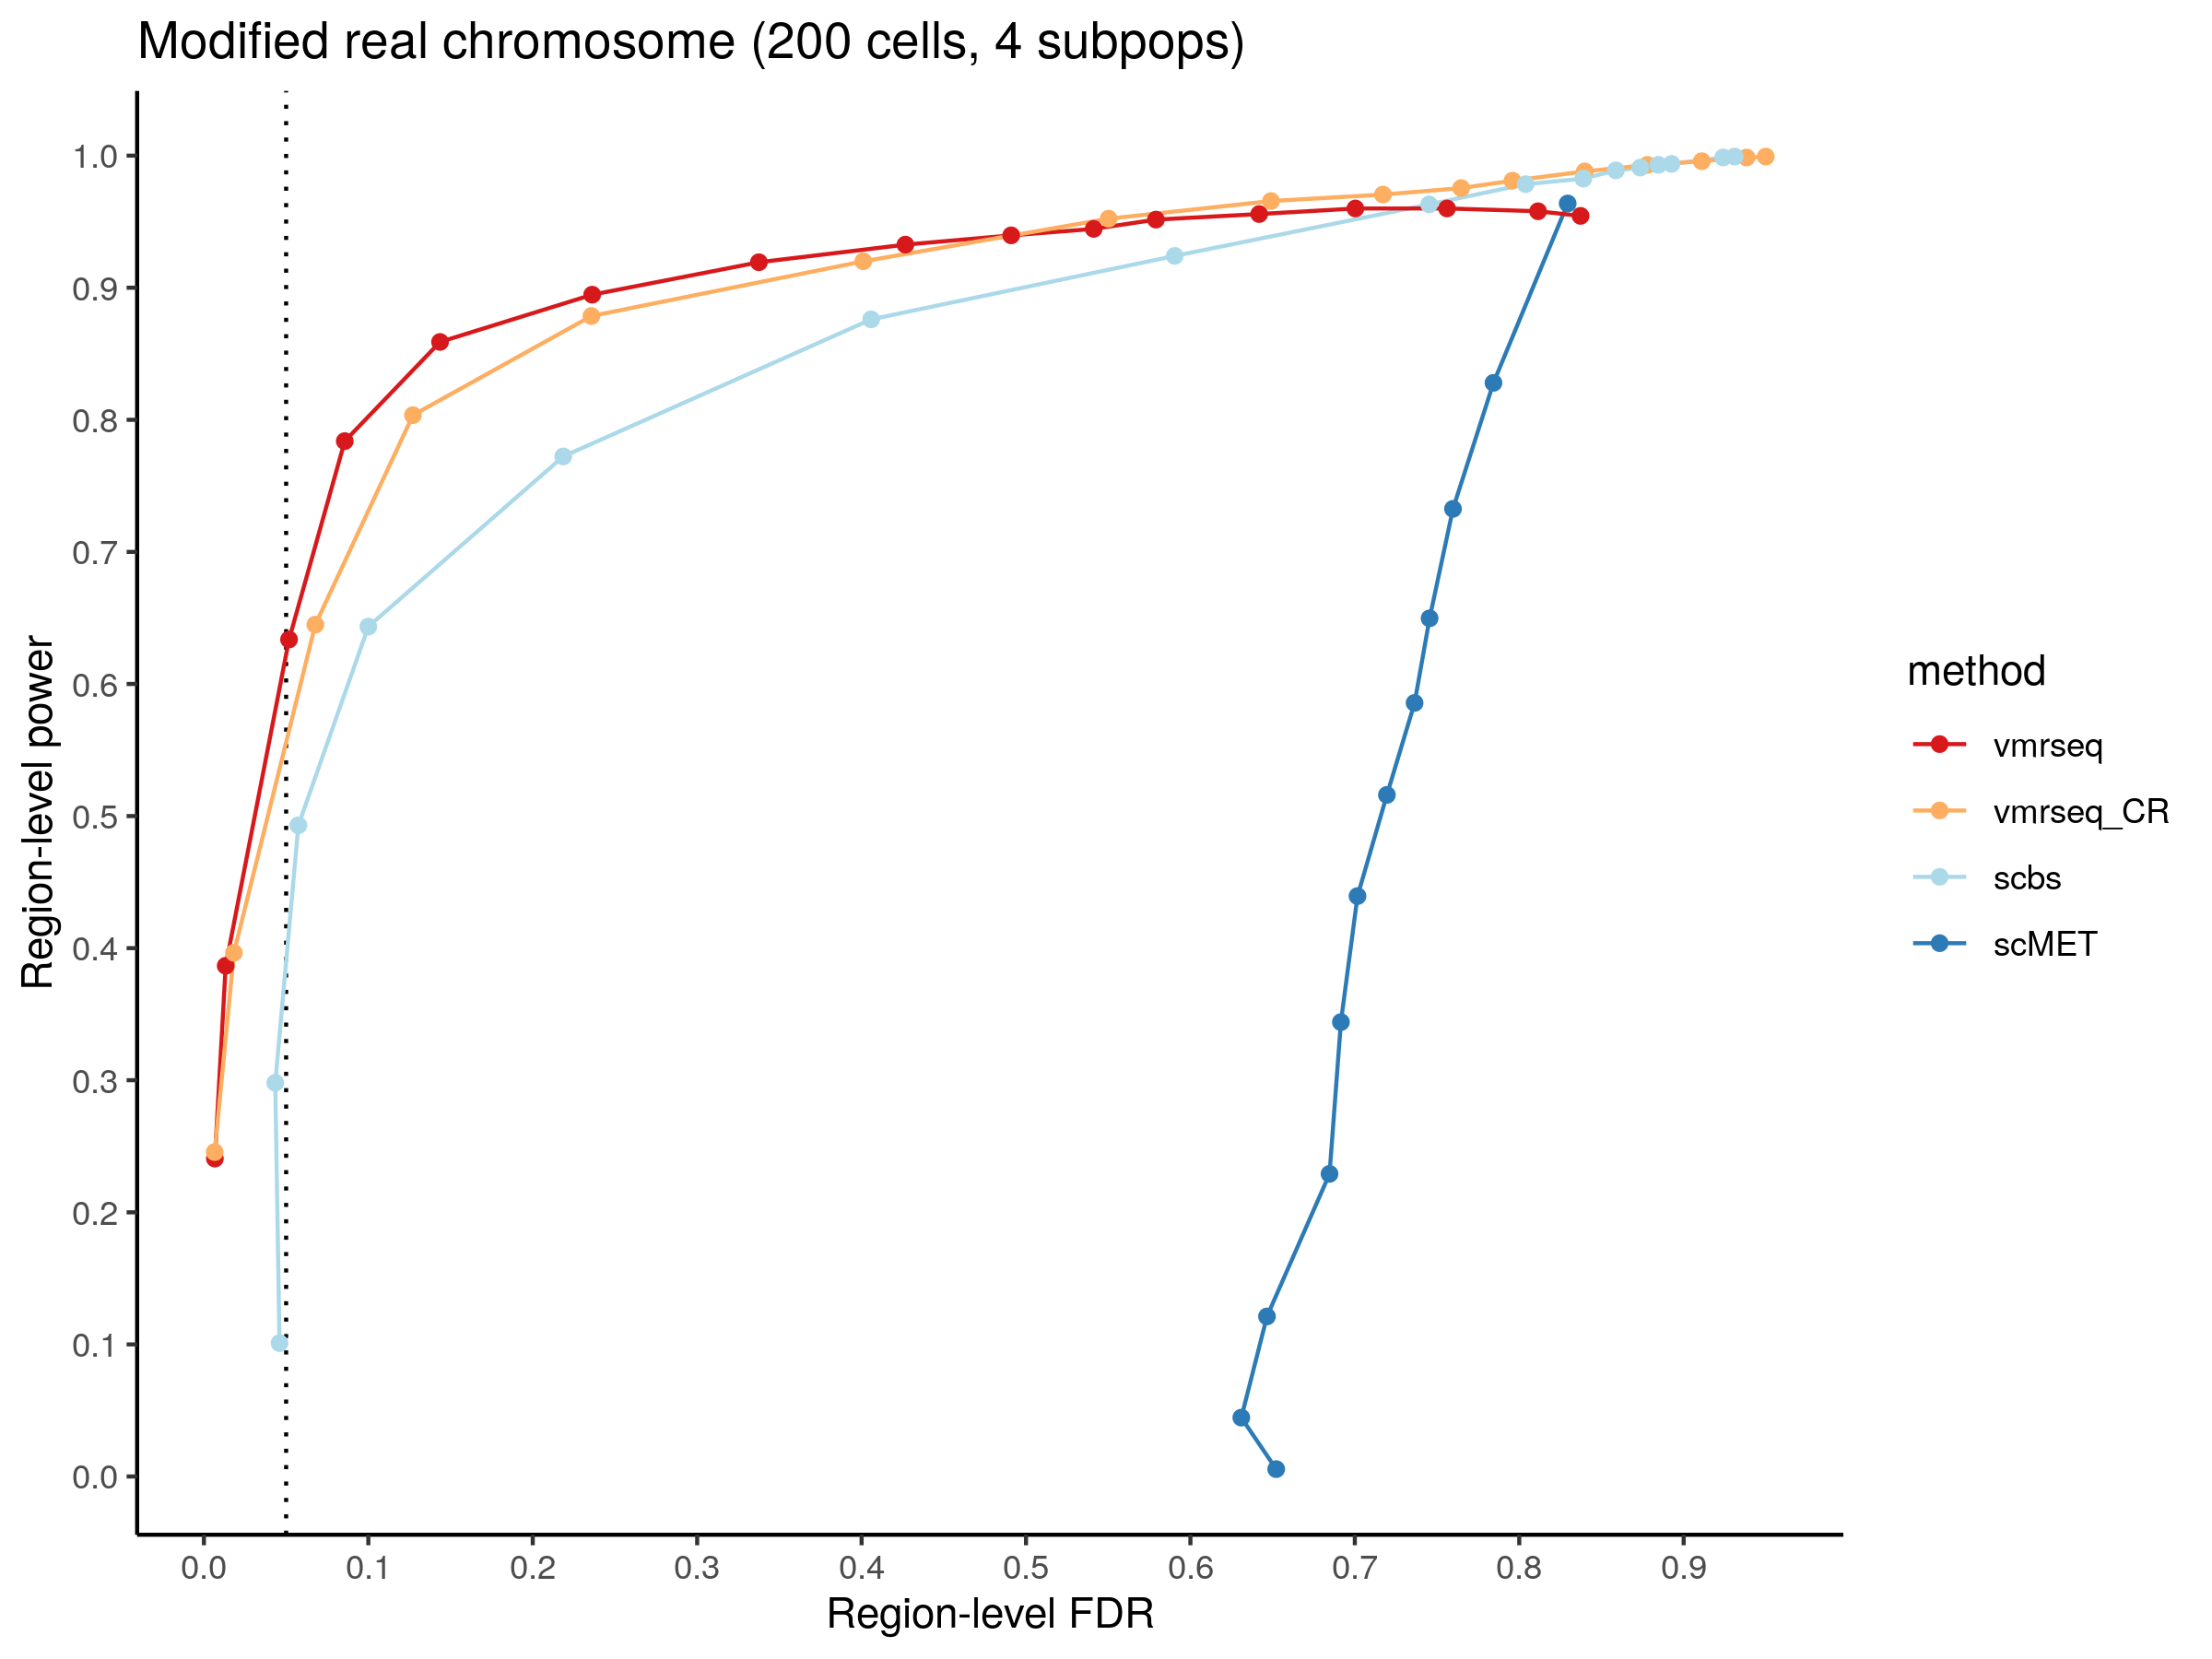 Modified real chromosome (200 cells, 4 subpops)
1.0
0.9
0.8
0.7
0.6
0.5
0.4
0.3
0.2
0.1
0.0
Region-level power
0.0 0.1 0.2 0.3 0.4 0.5 0.6 0.7 0.8 0.9
Region-level FDR
method
vmrseq
vmrseq_CR
scbs
scMET